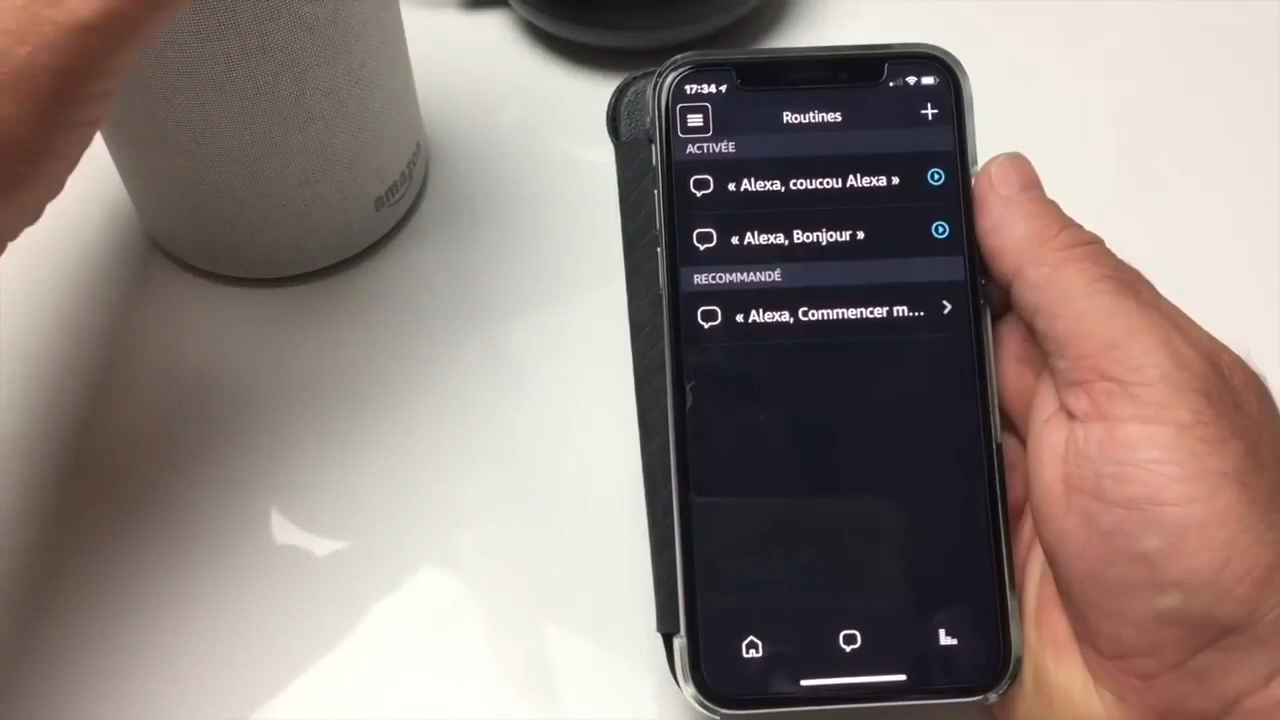 amazon
17:34
Routines
ACTIVÉE
« Alexa, coucou Alexa »
« Alexa, Bonjour »
RECOMMANDÉ
« Alexa, Commencer m...